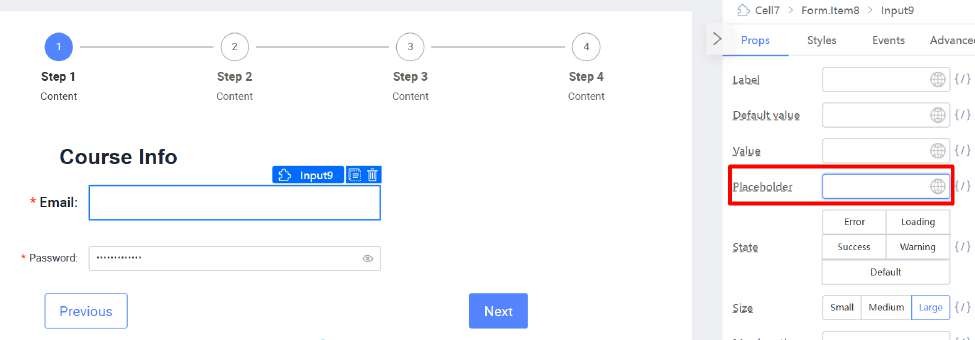 Cell7 > Form.Item8 > Input9
Props Styles Events Advance
1 2 3 4
Step 1 Step 2 Step 3 Step 4
Content Content Content Content
Label {/}
Default value {/}
Value {/}
Placeholder {/}
State Error Loading
Success Warning {/}
Default
Size Small Medium Large {/}
Course Info
Input9
* Email:
* Password: •••••••••••••
Previous Next